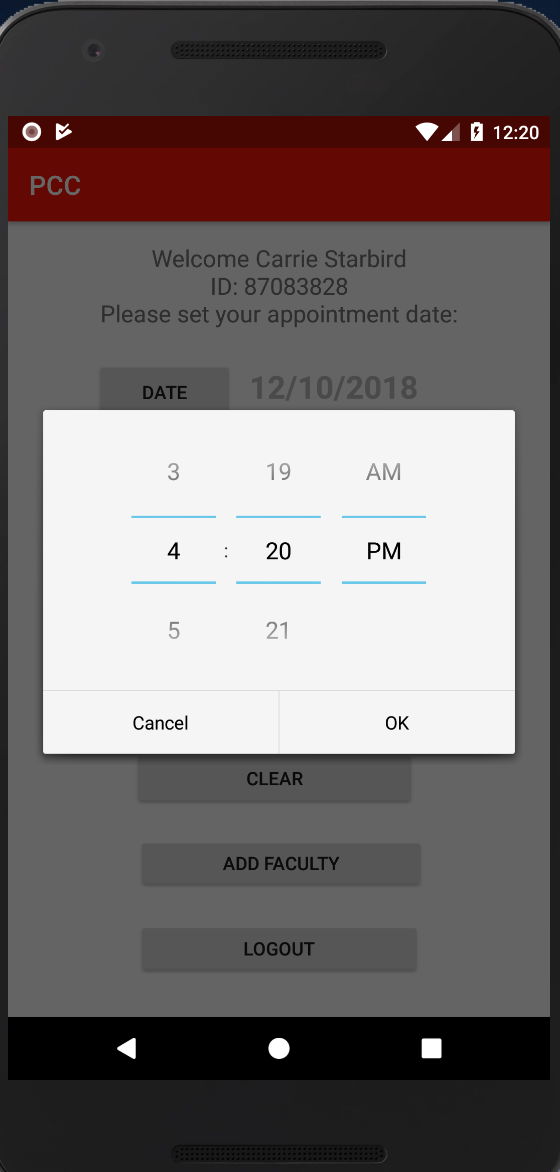 12:20
PCC
Welcome Carrie Starbird
ID: 87083828
Please set your appointment date:
DATE 12/10/2018
3 19 AM
4 : 20 PM
5 21
Cancel OK
CLEAR
ADD FACULTY
LOGOUT